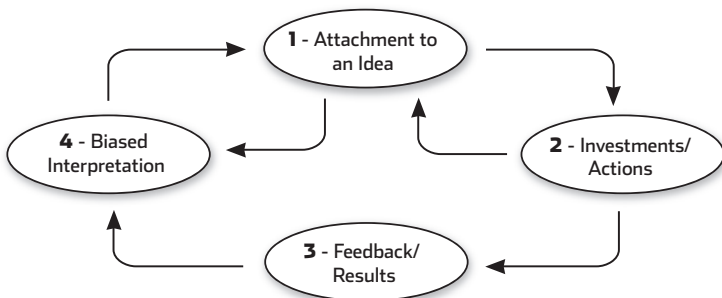 1 - Attachment to
an Idea
2 - Investments/
Actions
3 - Feedback/
Results
4 - Biased
Interpretation